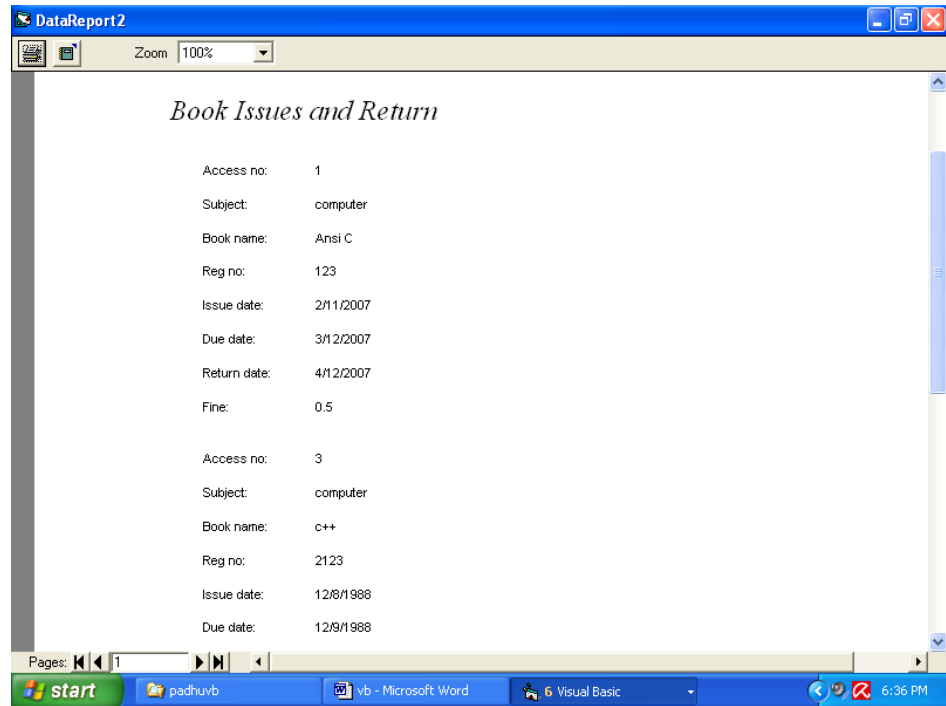 DataReport2
Zoom 100%
Book Issues and Return
Access no: 1
Subject: computer
Book name: Ansi C
Reg no: 123
Issue date: 2/11/2007
Due date: 3/12/2007
Return date: 4/12/2007
Fine: 0.5
Access no: 3
Subject: computer
Book name: c++
Reg no: 2123
Issue date: 12/8/1988
Due date: 12/9/1988
Pages: 1
start padhuvb vb - Microsoft Word 6 Visual Basic 6:36 PM